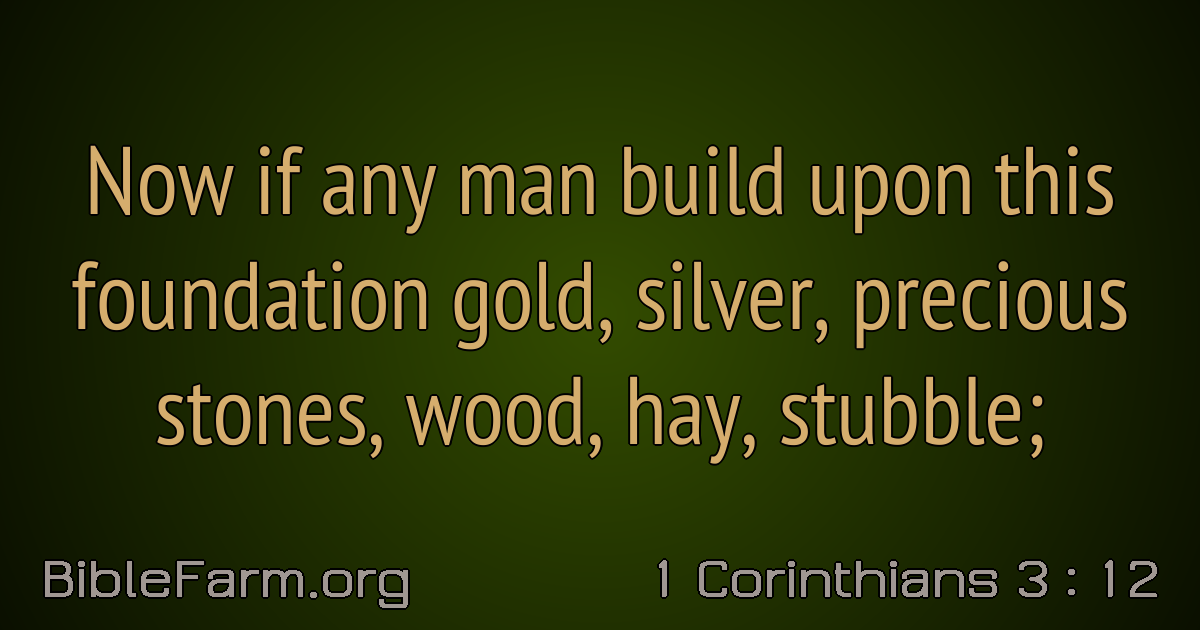 Now if any man build upon this
foundation gold, silver, precious
stones, wood, hay, stubble;
BibleFarm.org
1 Corinthians 3 : 12